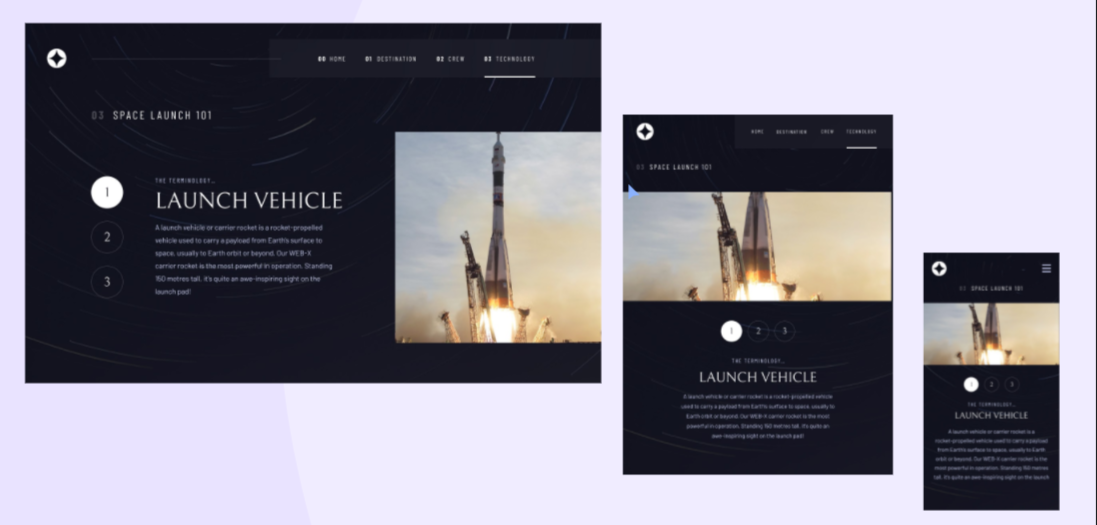 00 HOME 01 DESTINATION 02 CREW 03 TECHNOLOGY
03 SPACE LAUNCH 101
1
2
3
THE TERMINOLOGY...
LAUNCH VEHICLE
A launch vehicle or carrier rocket is a rocket-propelled
vehicle used to carry a payload from Earth's surface to
space, usually to Earth orbit or beyond. Our WEB-X
carrier rocket is the most powerful in operation. Standing
150 metres tall, it's quite an awe-inspiring sight on the
launch pad!
HOME DESTINATION CREW TECHNOLOGY
03 SPACE LAUNCH 101
1 2 3
THE TERMINOLOGY...
LAUNCH VEHICLE
A launch vehicle or carrier rocket is a rocket-propelled vehicle
used to carry a payload from Earth's surface to space, usually to
Earth orbit or beyond. Our WEB-X carrier rocket is the most
powerful in operation. Standing 150 metres tall, it's quite an
awe-inspiring sight on the launch pad!
03 SPACE LAUNCH 101
1 2 3
THE TERMINOLOGY...
LAUNCH VEHICLE
A launch vehicle or carrier rocket is a
rocket-propelled vehicle used to carry a payload
from Earth's surface to space, usually to Earth
orbit or beyond. Our WEB-X carrier rocket is the
most powerful in operation. Standing 150 metres
tall, it's quite an awe-inspiring sight on the launch